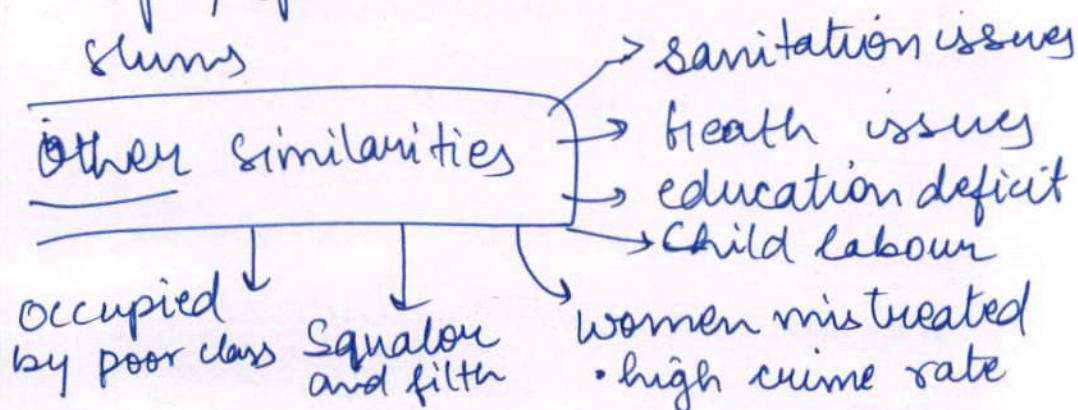 slums
Other similarities
sanitation issues
heath issues
education deficit
Child labour
occupied
by poor class
Squalor
and filth
women mistreated
• high crime rate